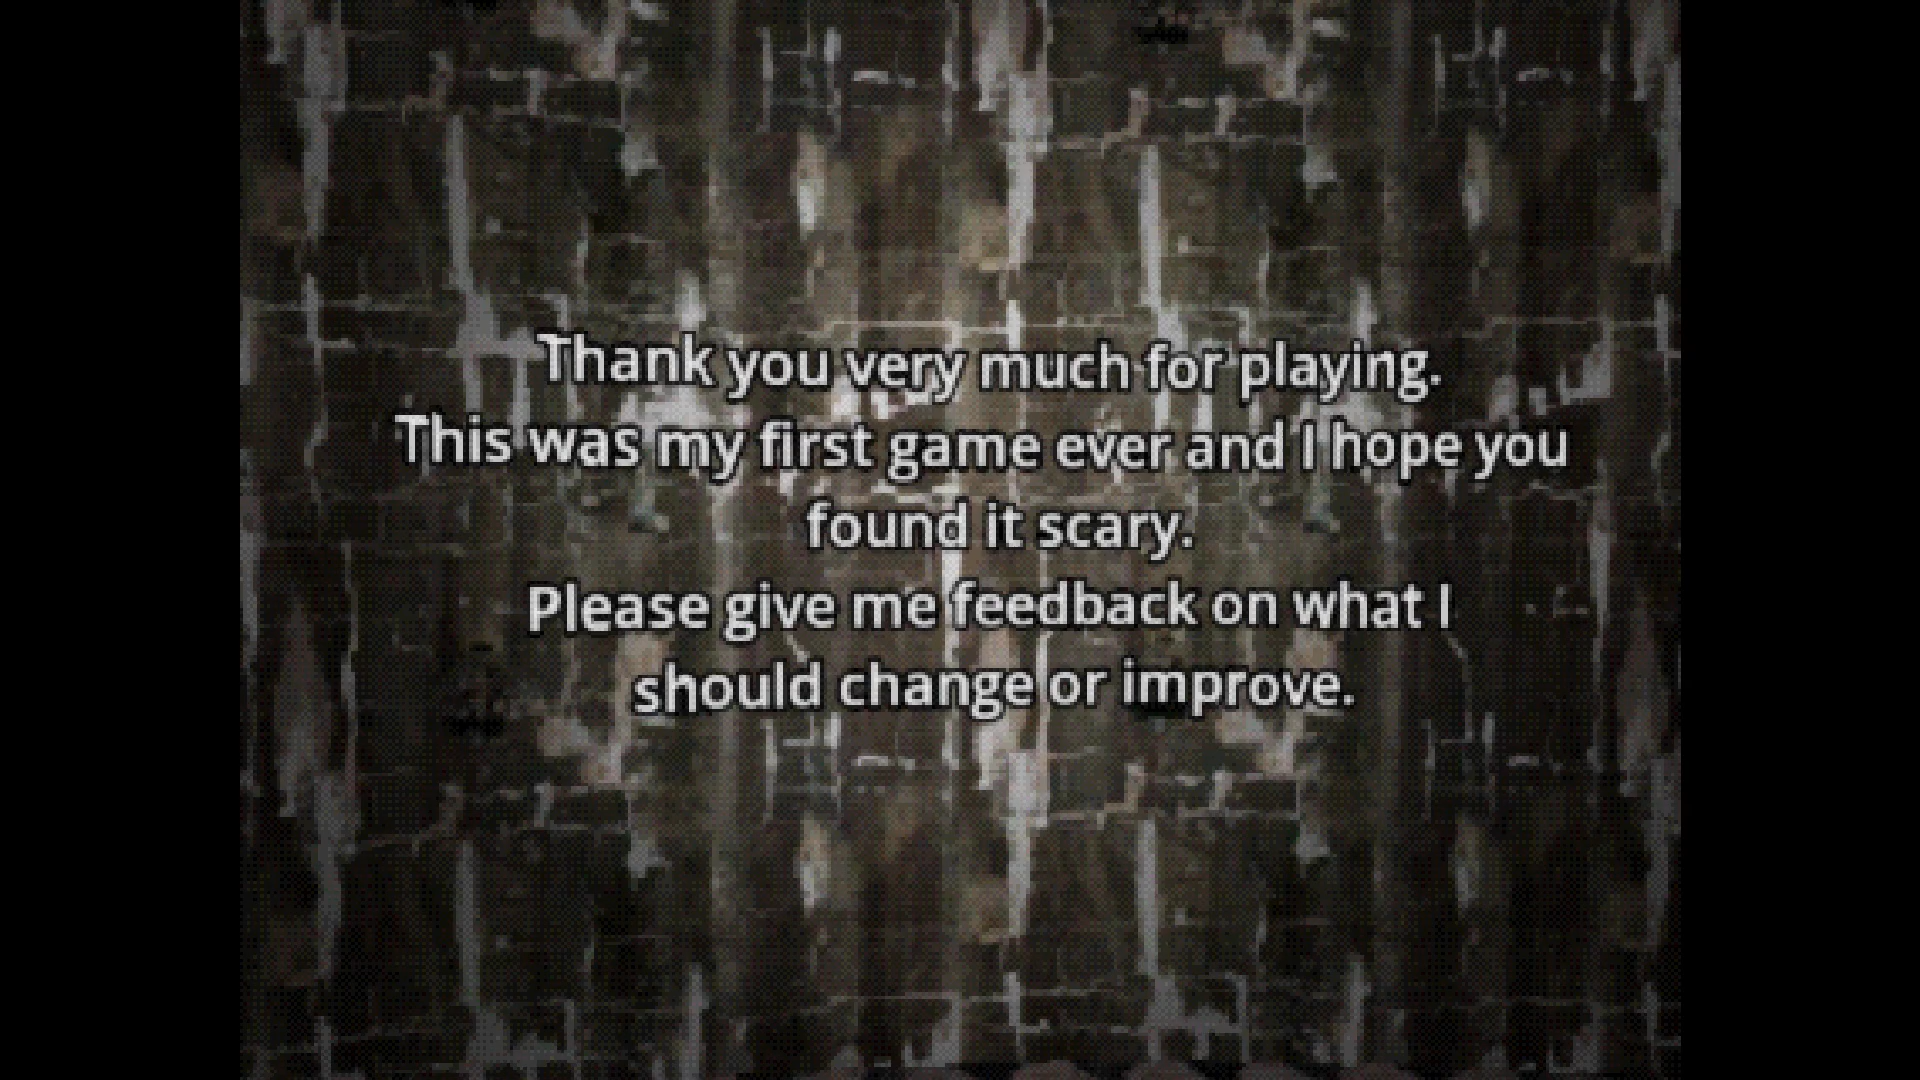 Thank you very much for playing.
This was my first game ever and I hope you
found it scary.
Please give me feedback on what I
should change or improve.